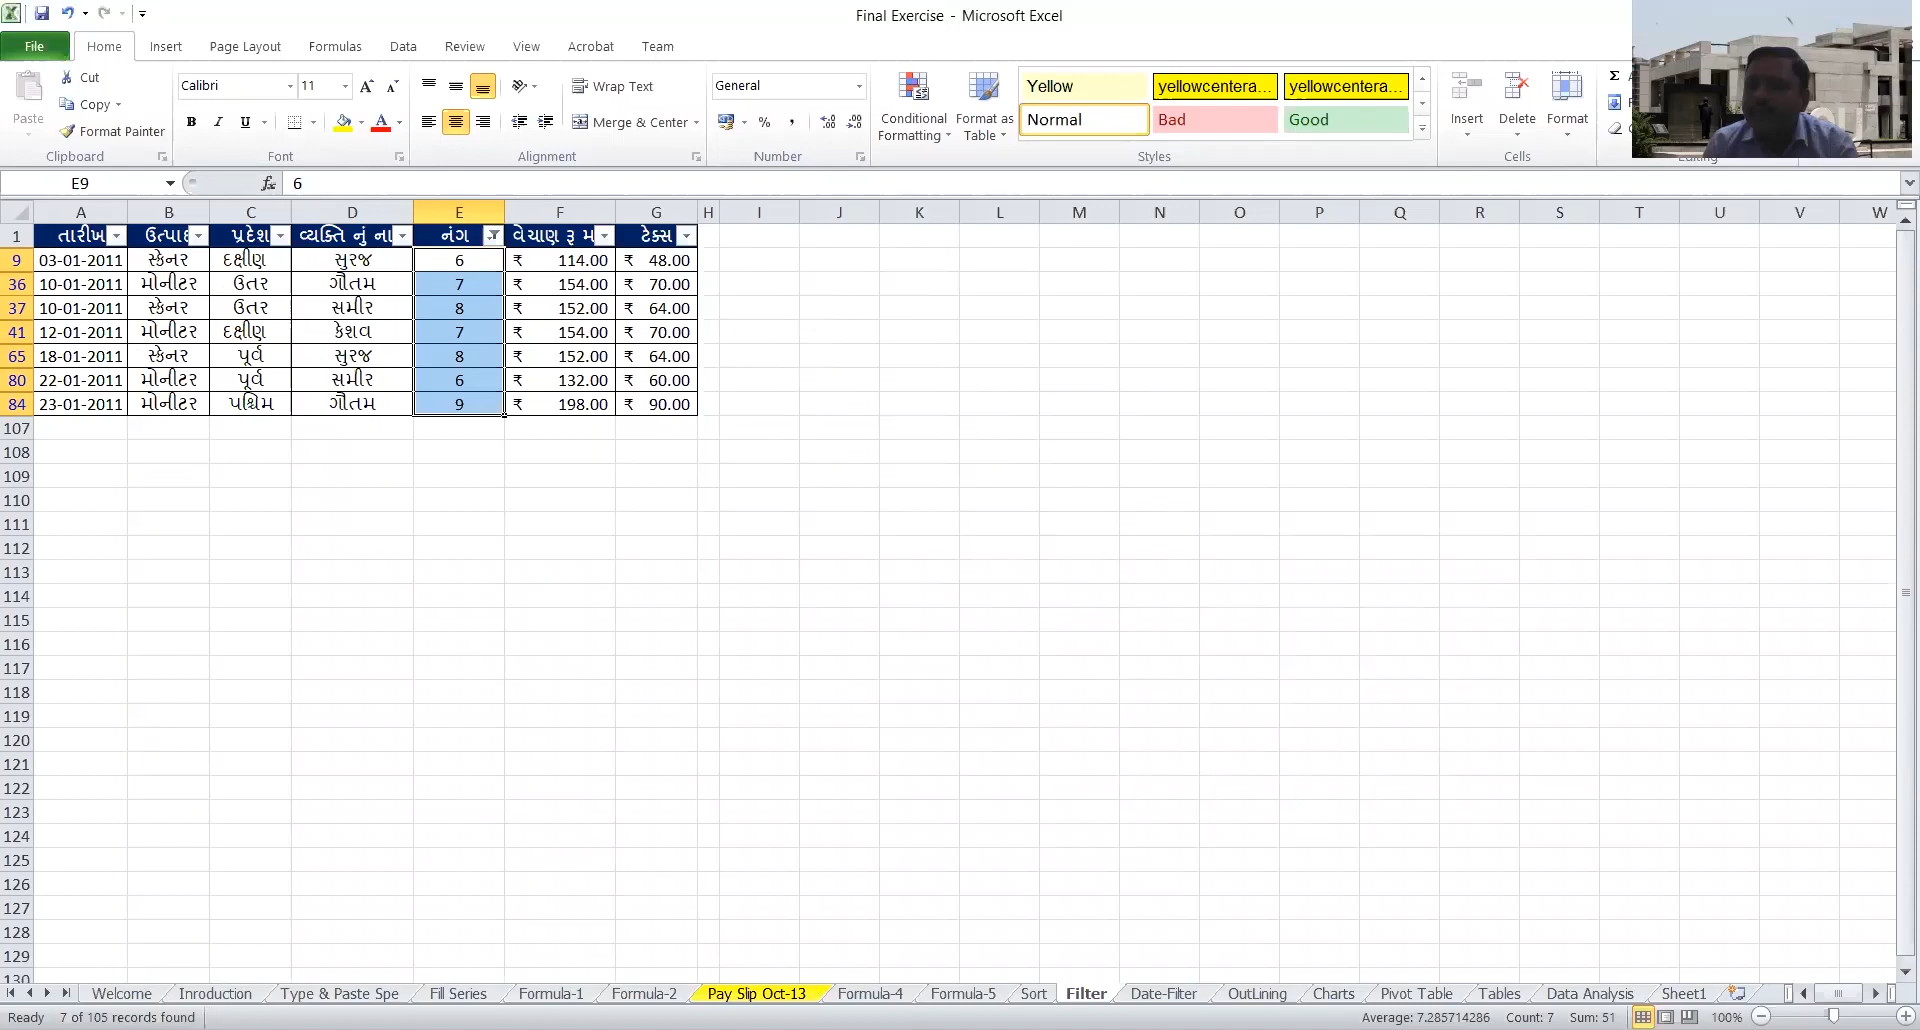 Final Exercise - Microsoft Excel
File Home Insert Page Layout Formulas Data Review View Acrobat Team
Paste Cut Copy Format Painter Clipboard
Calibri 11 B I U Font
Wrap Text Merge & Center Alignment
General % , Number
Conditional Formatting Format as Table
Yellow yellowcentera... yellowcentera...
Normal Bad Good
Styles
Insert Delete Format Cells
E9 fx 6
A B C D E F G H I J K L M N O P Q R S T U V W
1 તારીખ ઉત્પાદ પ્રદેશ વ્યક્તિ નું ના નંગ વેચાણ રૂ મ ટેક્સ
9 03-01-2011 સ્કેનર દક્ષીણ સુરજ 6 ₹ 114.00 ₹ 48.00
36 10-01-2011 મોનીટર ઉતર ગૌતમ 7 ₹ 154.00 ₹ 70.00
37 10-01-2011 સ્કેનર ઉતર સમીર 8 ₹ 152.00 ₹ 64.00
41 12-01-2011 મોનીટર દક્ષીણ કેશવ 7 ₹ 154.00 ₹ 70.00
65 18-01-2011 સ્કેનર પૂર્વ સુરજ 8 ₹ 152.00 ₹ 64.00
80 22-01-2011 મોનીટર પૂર્વ સમીર 6 ₹ 132.00 ₹ 60.00
84 23-01-2011 મોનીટર પશ્ચિમ ગૌતમ 9 ₹ 198.00 ₹ 90.00
107
108
109
110
111
112
113
114
115
116
117
118
119
120
121
122
123
124
125
126
127
128
129
130
Welcome Inroduction Type & Paste Spe Fill Series Formula-1 Formula-2 Pay Slip Oct-13 Formula-4 Formula-5 Sort Filter Date-Filter OutLining Charts Pivot Table Tables Data Analysis Sheet1
Ready 7 of 105 records found Average: 7.285714286 Count: 7 Sum: 51 100%